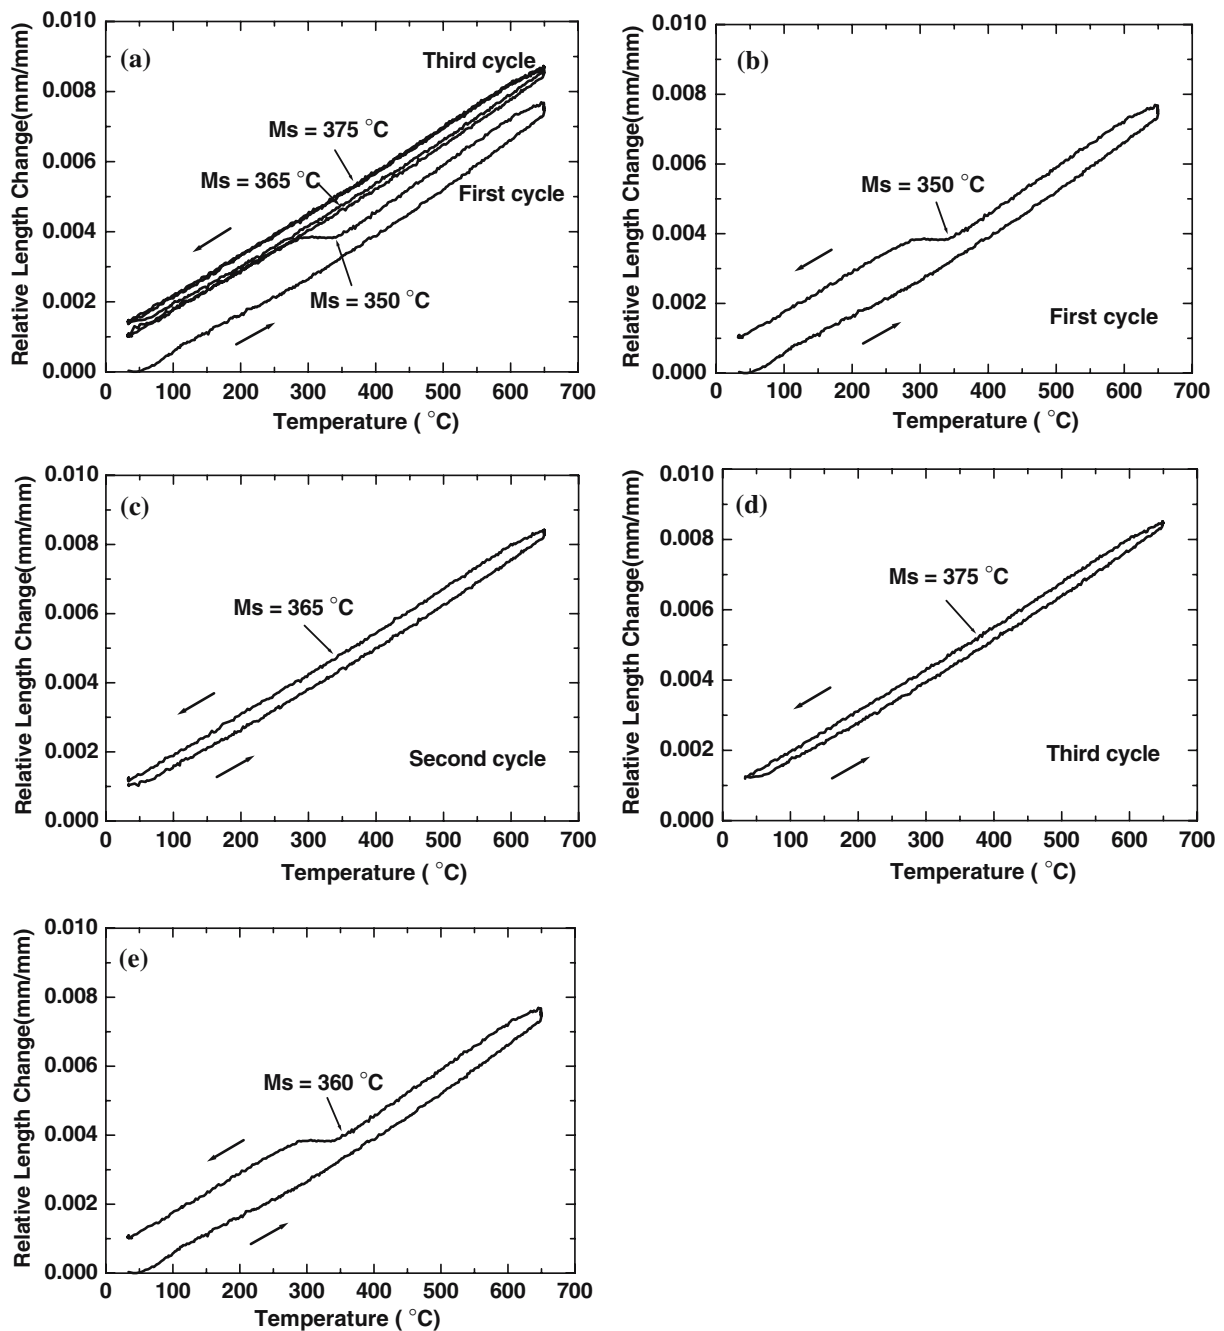 (a)
Relative Length Change(mm/mm)
0.010
0.008
0.006
0.004
0.002
0.000
Third cycle
Ms = 375 °C
Ms = 365 °C
First cycle
Ms = 350 °C
0 100 200 300 400 500 600 700
Temperature ( °C)
(b)
Relative Length Change(mm/mm)
0.010
0.008
0.006
0.004
0.002
0.000
Ms = 350 °C
First cycle
0 100 200 300 400 500 600 700
Temperature ( °C)
(c)
Relative Length Change(mm/mm)
0.010
0.008
0.006
0.004
0.002
0.000
Ms = 365 °C
Second cycle
0 100 200 300 400 500 600 700
Temperature ( °C)
(d)
Relative Length Change(mm/mm)
0.010
0.008
0.006
0.004
0.002
0.000
Ms = 375 °C
Third cycle
0 100 200 300 400 500 600 700
Temperature ( °C)
(e)
Relative Length Change(mm/mm)
0.010
0.008
0.006
0.004
0.002
0.000
Ms = 360 °C
0 100 200 300 400 500 600 700
Temperature ( °C)